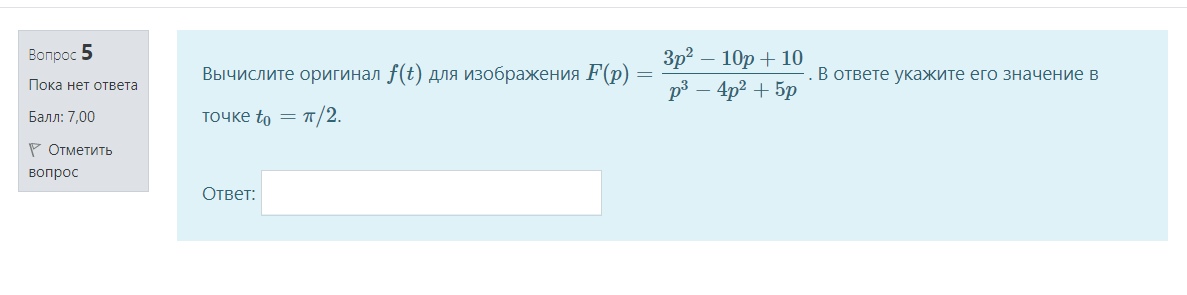 Вопрос 5
Пока нет ответа
Балл: 7,00
Отметить
вопрос
Вычислите оригинал f(t) для изображения F(p) = \frac{3p^2 − 10p + 10}{p^3 − 4p^2 + 5p}. В ответе укажите его значение в
точке t_0 = π/2.
Ответ: